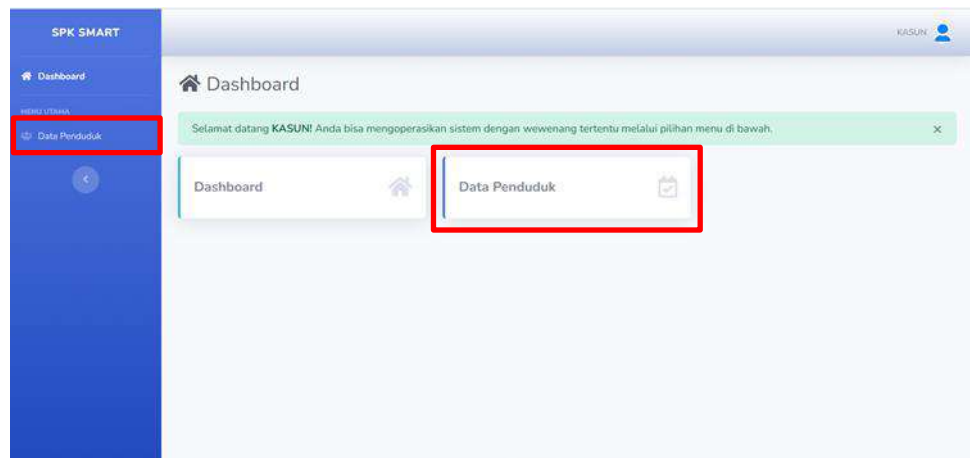 SPK SMART
KASUN
Dashboard
Dashboard
MENU UTAMA
Selamat datang KASUN! Anda bisa mengoperasikan sistem dengan wewenang tertentu melalui pilihan menu di bawah.
Data Penduduk
Dashboard
Data Penduduk